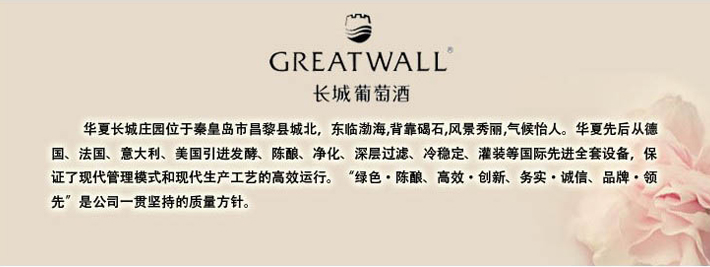 GREATWALL®
长城葡萄酒
华夏长城庄园位于秦皇岛市昌黎县城北，东临渤海,背靠碣石,风景秀丽,气候怡人。华夏先后从德
国、法国、意大利、美国引进发酵、陈酿、净化、深层过滤、冷稳定、灌装等国际先进全套设备，保
证了现代管理模式和现代生产工艺的高效运行。“绿色·陈酿、高效·创新、务实·诚信、品牌·领
先”是公司一贯坚持的质量方针。